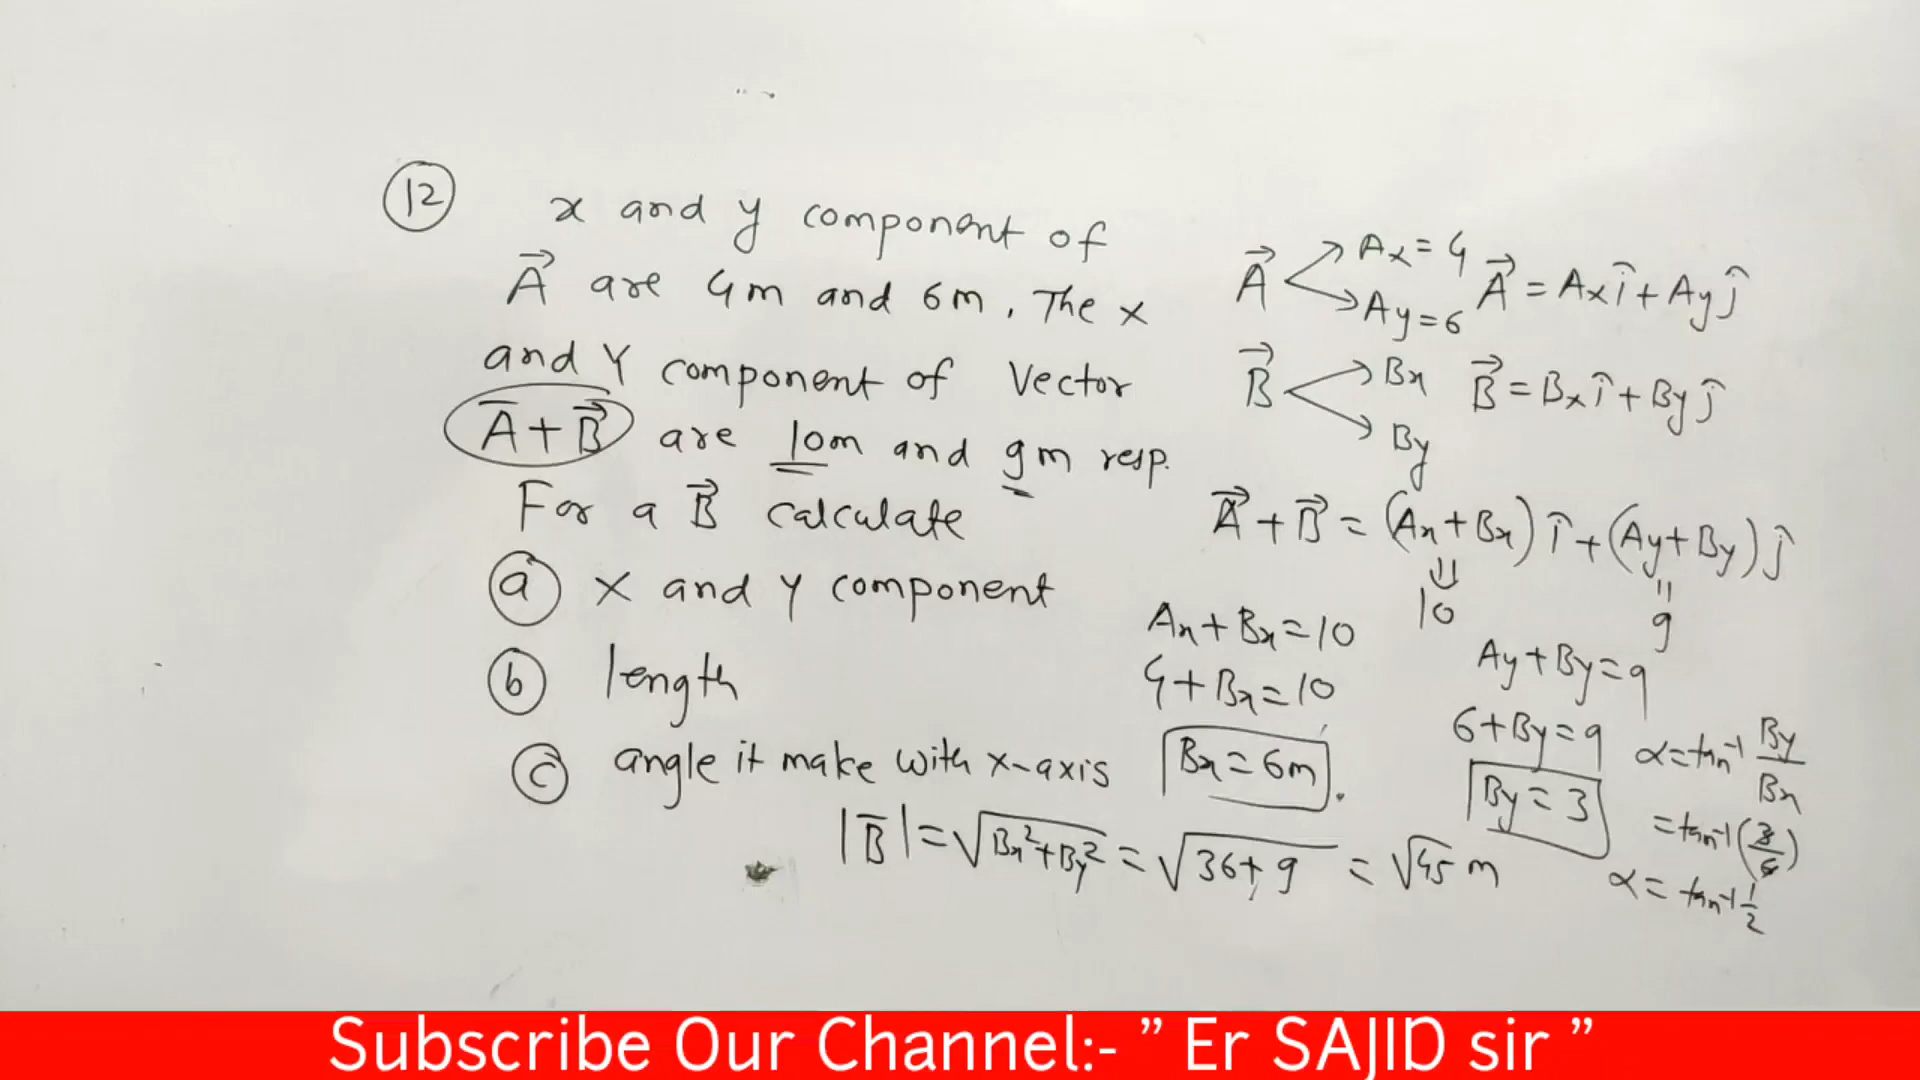 12
x and y component of
A⃗ are 4m and 6m. The x
and Y component of Vector
A̅+B⃗ are 10m and 9m resp.
For a B⃗ calculate
a X and Y component
b length
c angle it make with x-axis
A⃗ Ax=4
Ay=6
A⃗ = Axî + Ayĵ
B⃗ Bx
By
B⃗ = Bxî + Byĵ
A⃗ + B⃗ = (Ax+Bx) î + (Ay+By) ĵ
⇓ 10
" 9
Ax+Bx=10
4+Bx=10
Bx=6m.
Ay+By=9
6+By=9
By=3
α=tan⁻¹ By/Bx
=tan⁻¹(3/6)
α=tan⁻¹ 1/2
|B̅|=√Bx²+By² = √36+9 = √45 m
Subscribe Our Channel:- ” Er SAJID sir ”